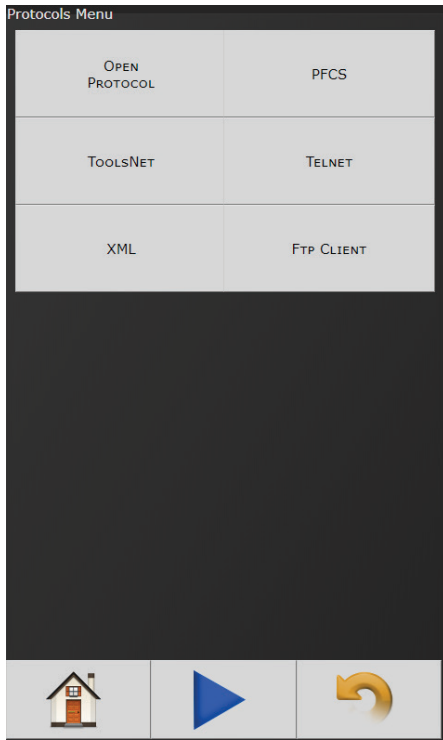 Protocols Menu
Open
Protocol
PFCS
ToolsNet
Telnet
XML
Ftp Client